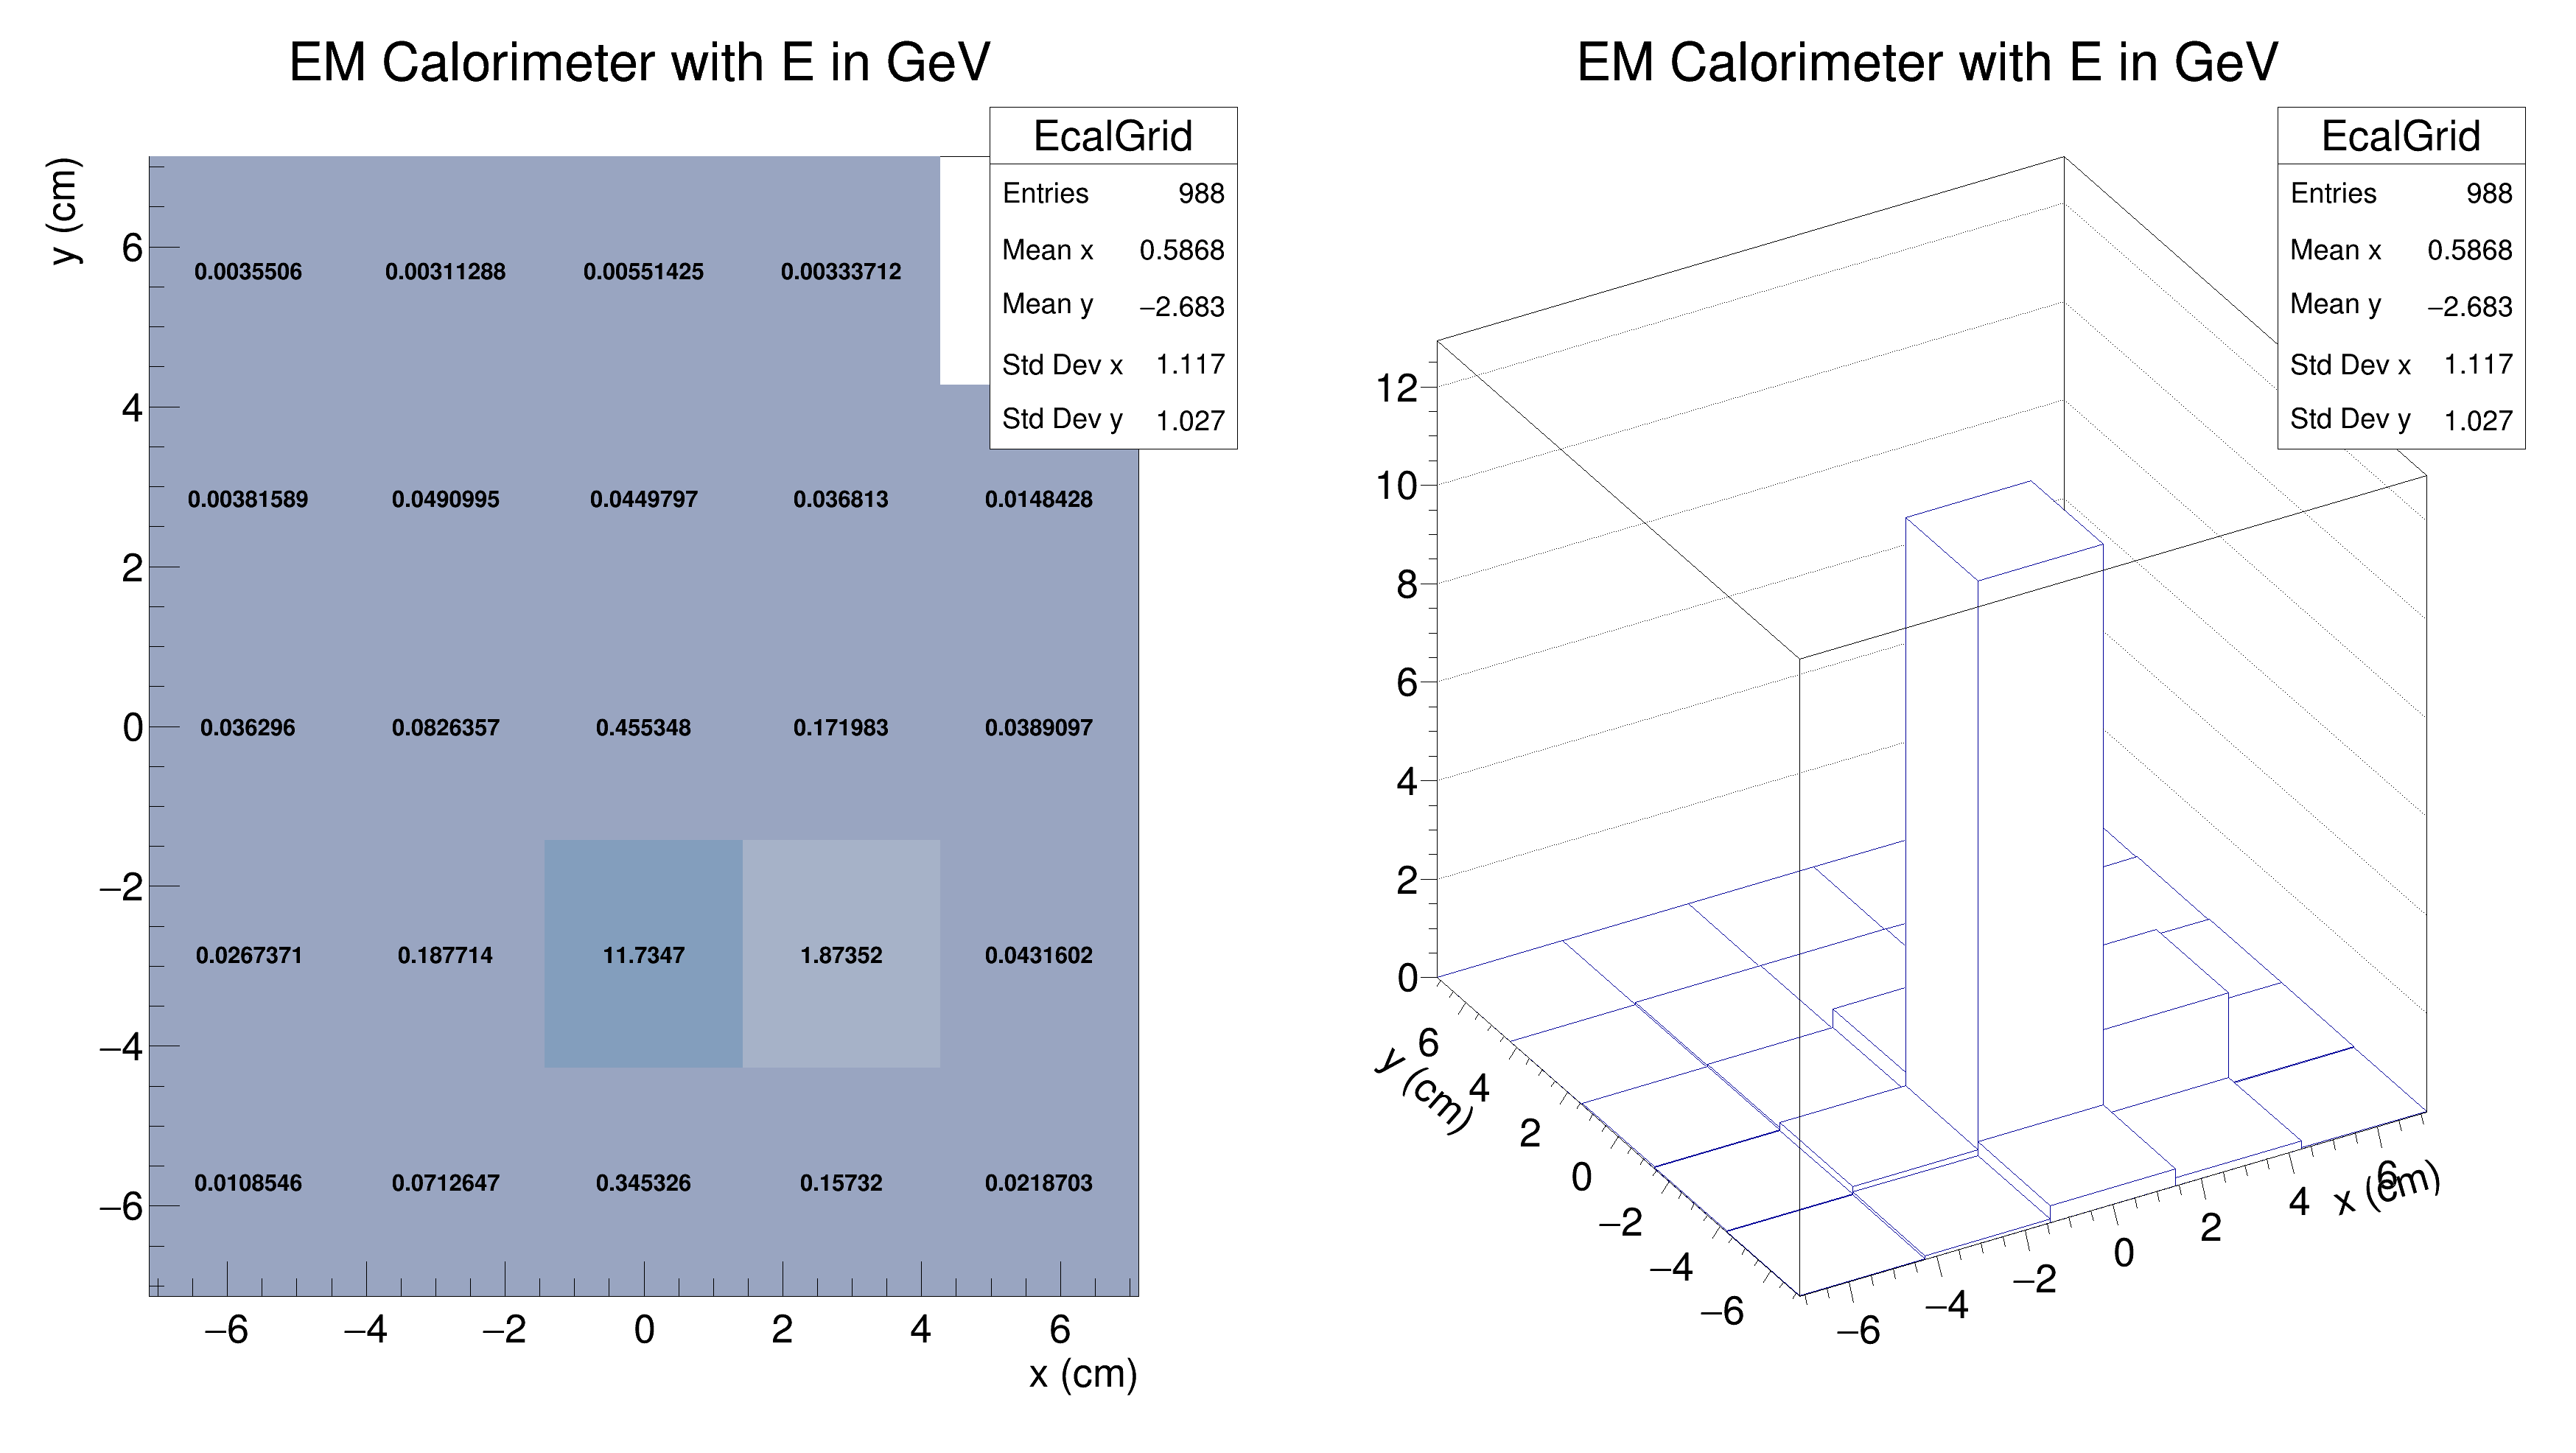 EM Calorimeter with E in GeV
EcalGrid
Entries 988
Mean x 0.5868
Mean y −2.683
Std Dev x 1.117
Std Dev y 1.027
y (cm)
6
4
2
0
−2
−4
−6
0.0035506 0.00311288 0.00551425 0.00333712
0.00381589 0.0490995 0.0449797 0.036813 0.0148428
0.036296 0.0826357 0.455348 0.171983 0.0389097
0.0267371 0.187714 11.7347 1.87352 0.0431602
0.0108546 0.0712647 0.345326 0.15732 0.0218703
−6 −4 −2 0 2 4 6
x (cm)
EM Calorimeter with E in GeV
EcalGrid
Entries 988
Mean x 0.5868
Mean y −2.683
Std Dev x 1.117
Std Dev y 1.027
12
10
8
6
4
2
0
y (cm)
6
4
2
0
−2
−4
−6
−6
−4
−2
0
2
4
6
x (cm)